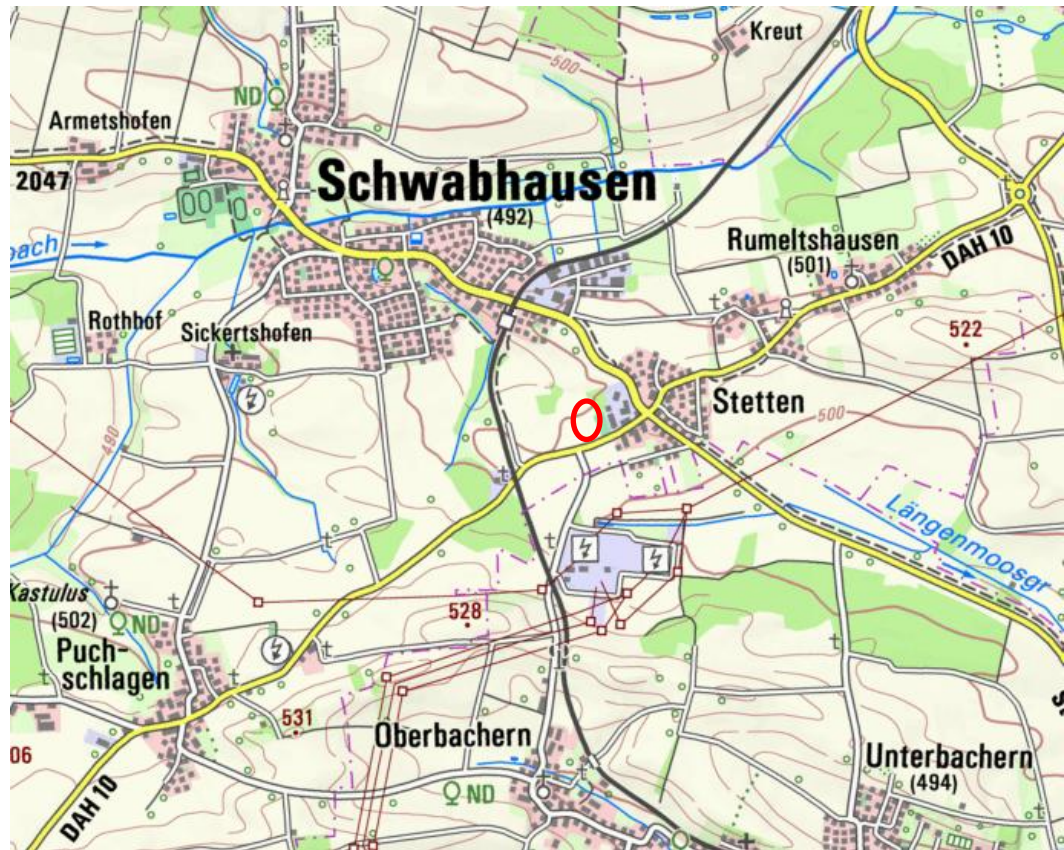 Kreut
500
ND
Armetshofen
2047
Schwabhausen
(492)
bach
Rumeltshausen
(501)
DAH 10
Rothhof
Sickertshofen
522
Stetten
500
490
Längenmoosgr
Kastulus
(502)
ND
528
Puch-
schlagen
531
Oberbachern
06
Unterbachern
(494)
ND
DAH 10